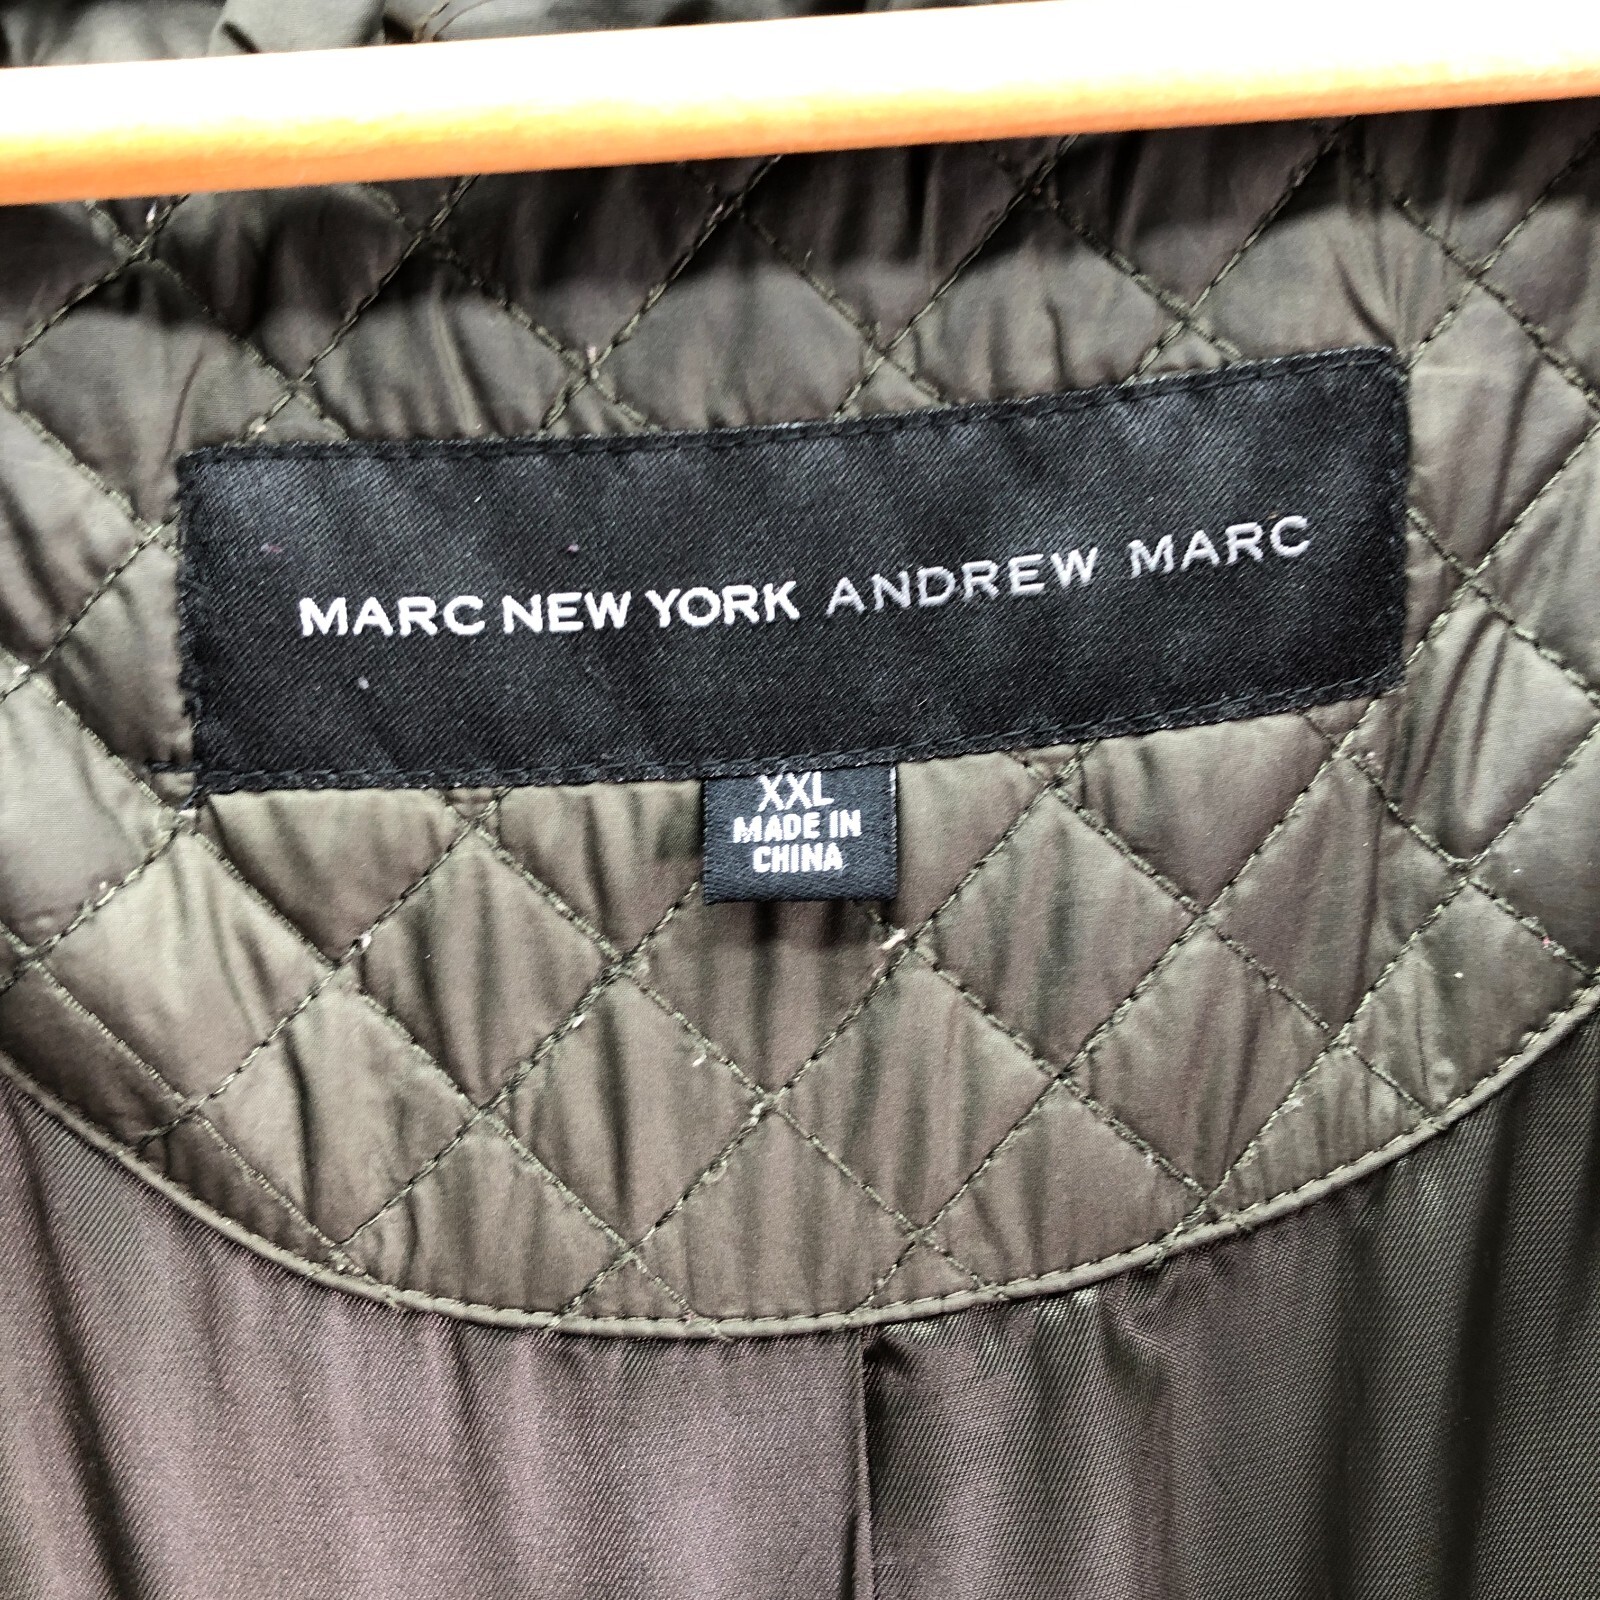 MARC NEW YORK ANDREW MARC
XXL
MADE IN
CHINA